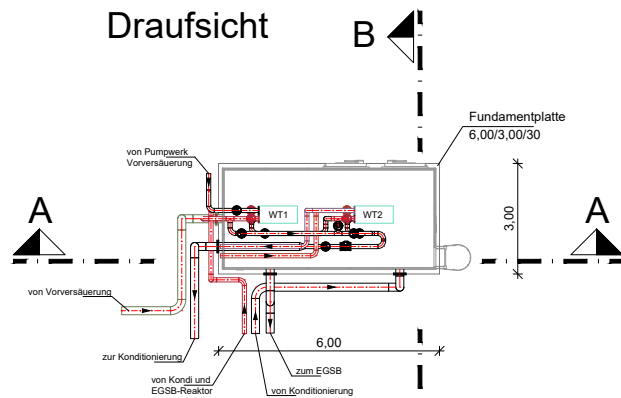 Draufsicht
B
Fundamentplatte
6,00/3,00/30
von Pumpwerk
Vorversäuerung
A
WT1
WT2
3,00
A
von Vorversäuerung
zur Konditionierung
6,00
zum EGSB
von Kondi und
EGSB-Reaktor
von Konditionierung